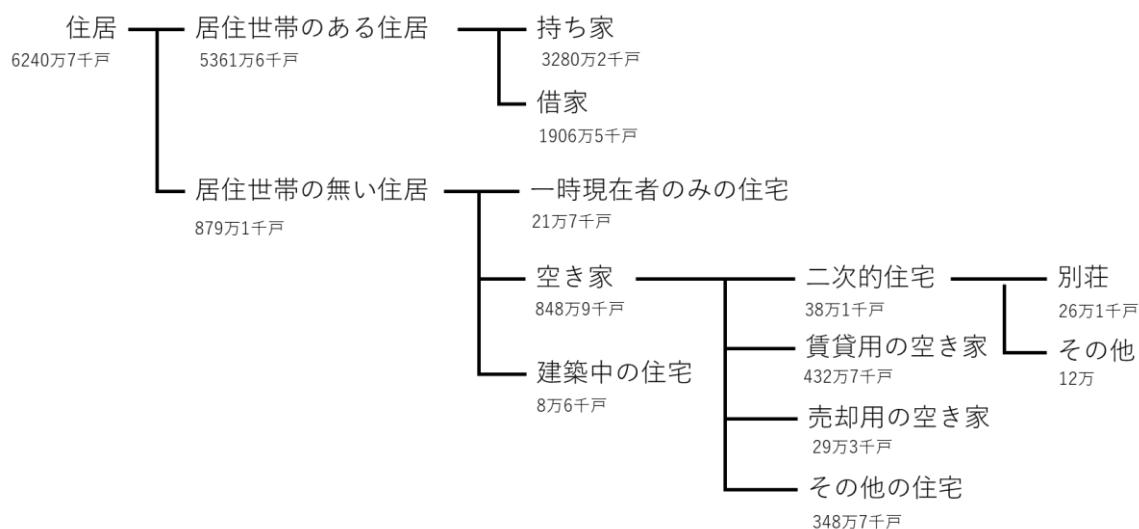 住居
6240万7千戸
居住世帯のある住居
5361万6千戸
持ち家
3280万2千戸
借家
1906万5千戸
居住世帯の無い住居
879万1千戸
一時現在者のみの住宅
21万7千戸
空き家
848万9千戸
建築中の住宅
8万6千戸
二次的住宅
38万1千戸
別荘
26万1千戸
その他
12万
賃貸用の空き家
432万7千戸
売却用の空き家
29万3千戸
その他の住宅
348万7千戸